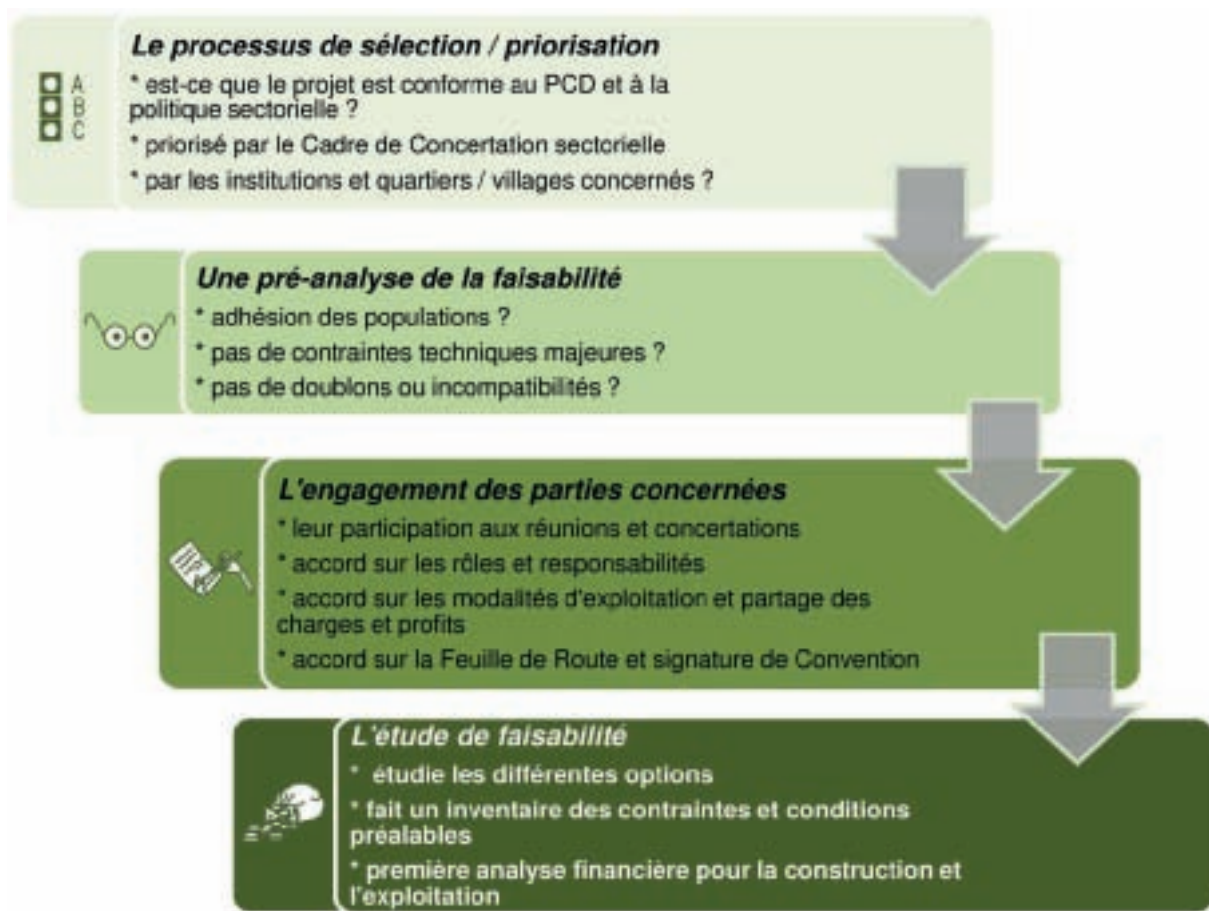 A
B
C
Le processus de sélection / priorisation
* est-ce que le projet est conforme au PCD et à la
politique sectorielle ?
* priorisé par le Cadre de Concertation sectorielle
* par les institutions et quartiers / villages concernés ?
Une pré-analyse de la faisabilité
* adhésion des populations ?
* pas de contraintes techniques majeures ?
* pas de doublons ou incompatibilités ?
L'engagement des parties concernées
* leur participation aux réunions et concertations
* accord sur les rôles et responsabilités
* accord sur les modalités d'exploitation et partage des
charges et profits
* accord sur la Feuille de Route et signature de Convention
L'étude de faisabilité
* étudie les différentes options
* fait un inventaire des contraintes et conditions
préalables
* première analyse financière pour la construction et
l'exploitation